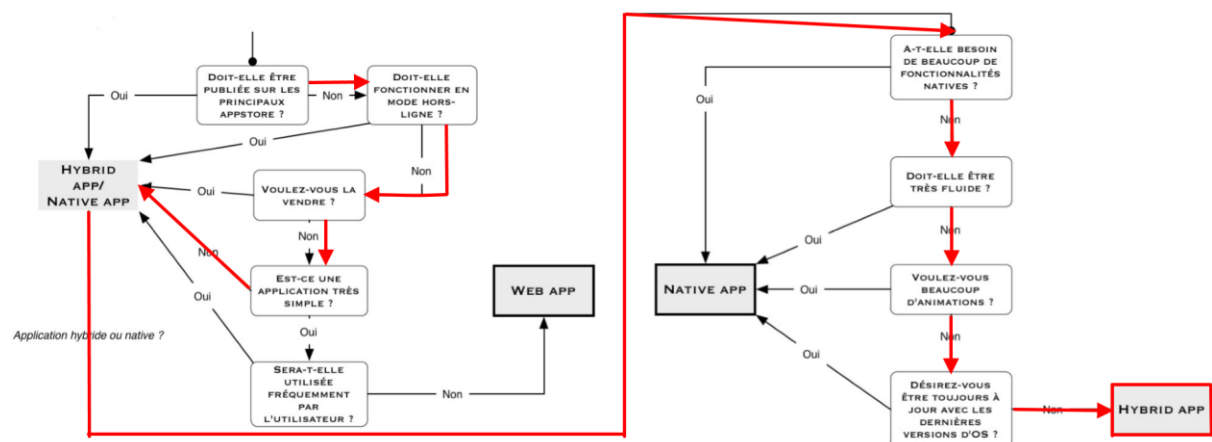 DOIT-ELLE ÊTRE
PUBLIÉE SUR LES
PRINCIPAUX
APPSTORE ?
Oui
Non
DOIT-ELLE
FONCTIONNER EN
MODE HORS-
LIGNE ?
Oui
Non
HYBRID
APP/
NATIVE APP
Oui
VOULEZ-VOUS LA
VENDRE ?
Non
Non
EST-CE UNE
APPLICATION TRÈS
SIMPLE ?
Oui
Oui
WEB APP
Application hybride ou native ?
SERA-T-ELLE
UTILISÉE
FRÉQUEMMENT
PAR
L'UTILISATEUR ?
Non
A-T-ELLE BESOIN
DE BEAUCOUP DE
FONCTIONNALITÉS
NATIVES ?
Oui
Non
DOIT-ELLE ÊTRE
TRÈS FLUIDE ?
Oui
Non
NATIVE APP
Oui
VOULEZ-VOUS
BEAUCOUP
D'ANIMATIONS ?
Non
Oui
DÉSIREZ-VOUS
ÊTRE TOUJOURS À
JOUR AVEC LES
DERNIÈRES
VERSIONS D'OS ?
Non
HYBRID APP